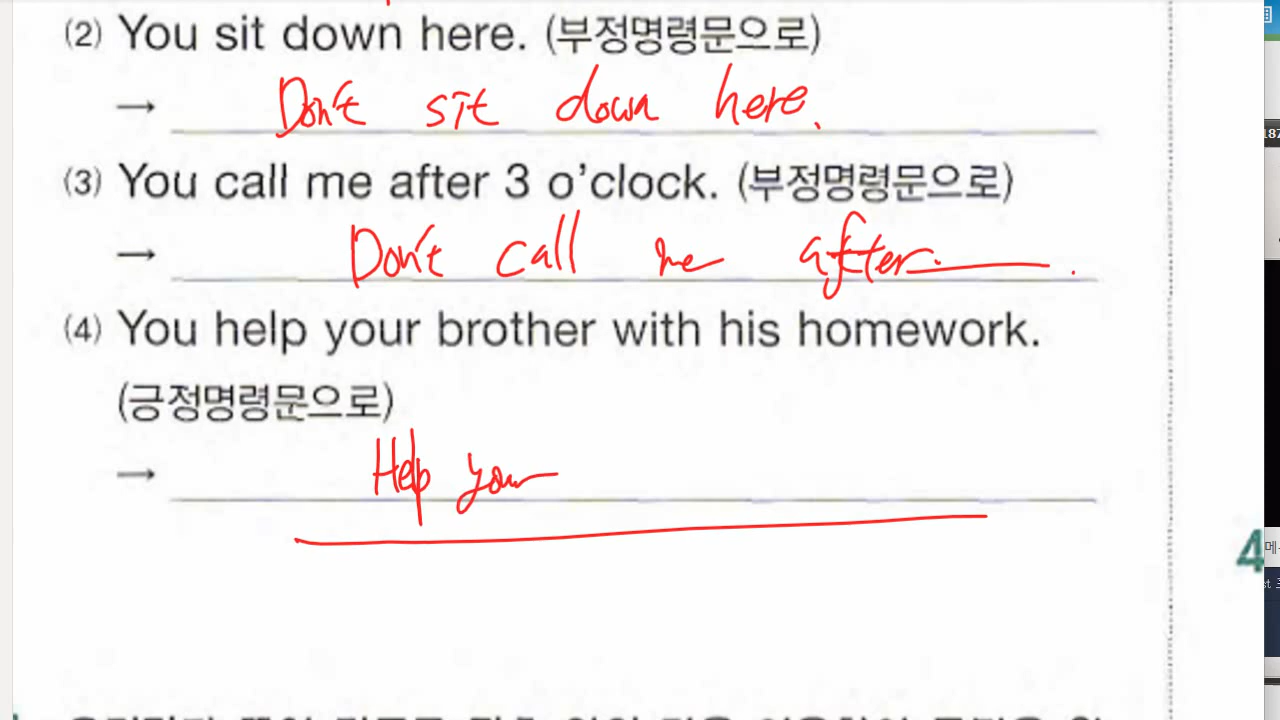 (2) You sit down here. (부정명령문으로)
→ Don't sit down here.
(3) You call me after 3 o'clock. (부정명령문으로)
→ Don't call me after .
(4) You help your brother with his homework.
(긍정명령문으로)
→ Help your
4